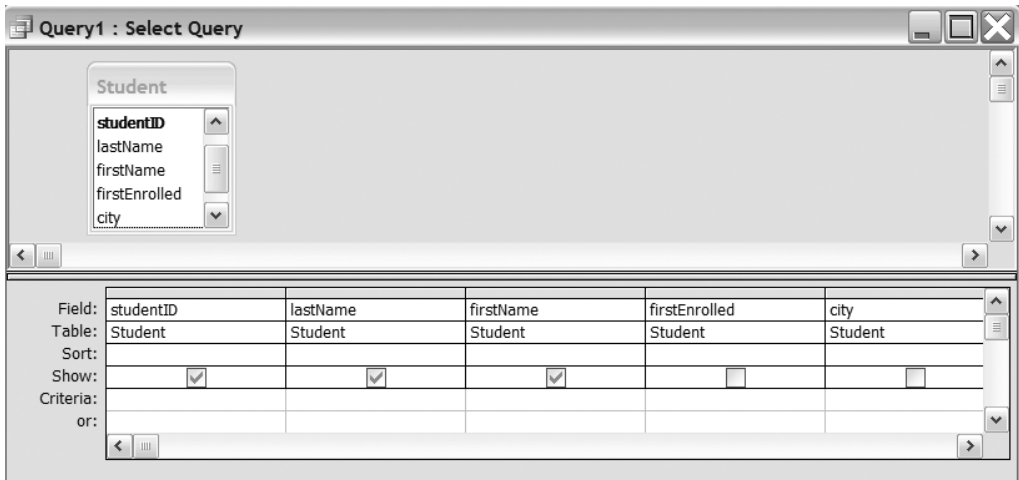 Query1 : Select Query
Student
studentID
lastName
firstName
firstEnrolled
city
Field: studentID lastName firstName firstEnrolled city
Table: Student Student Student Student Student
Sort:
Show:
Criteria:
or: